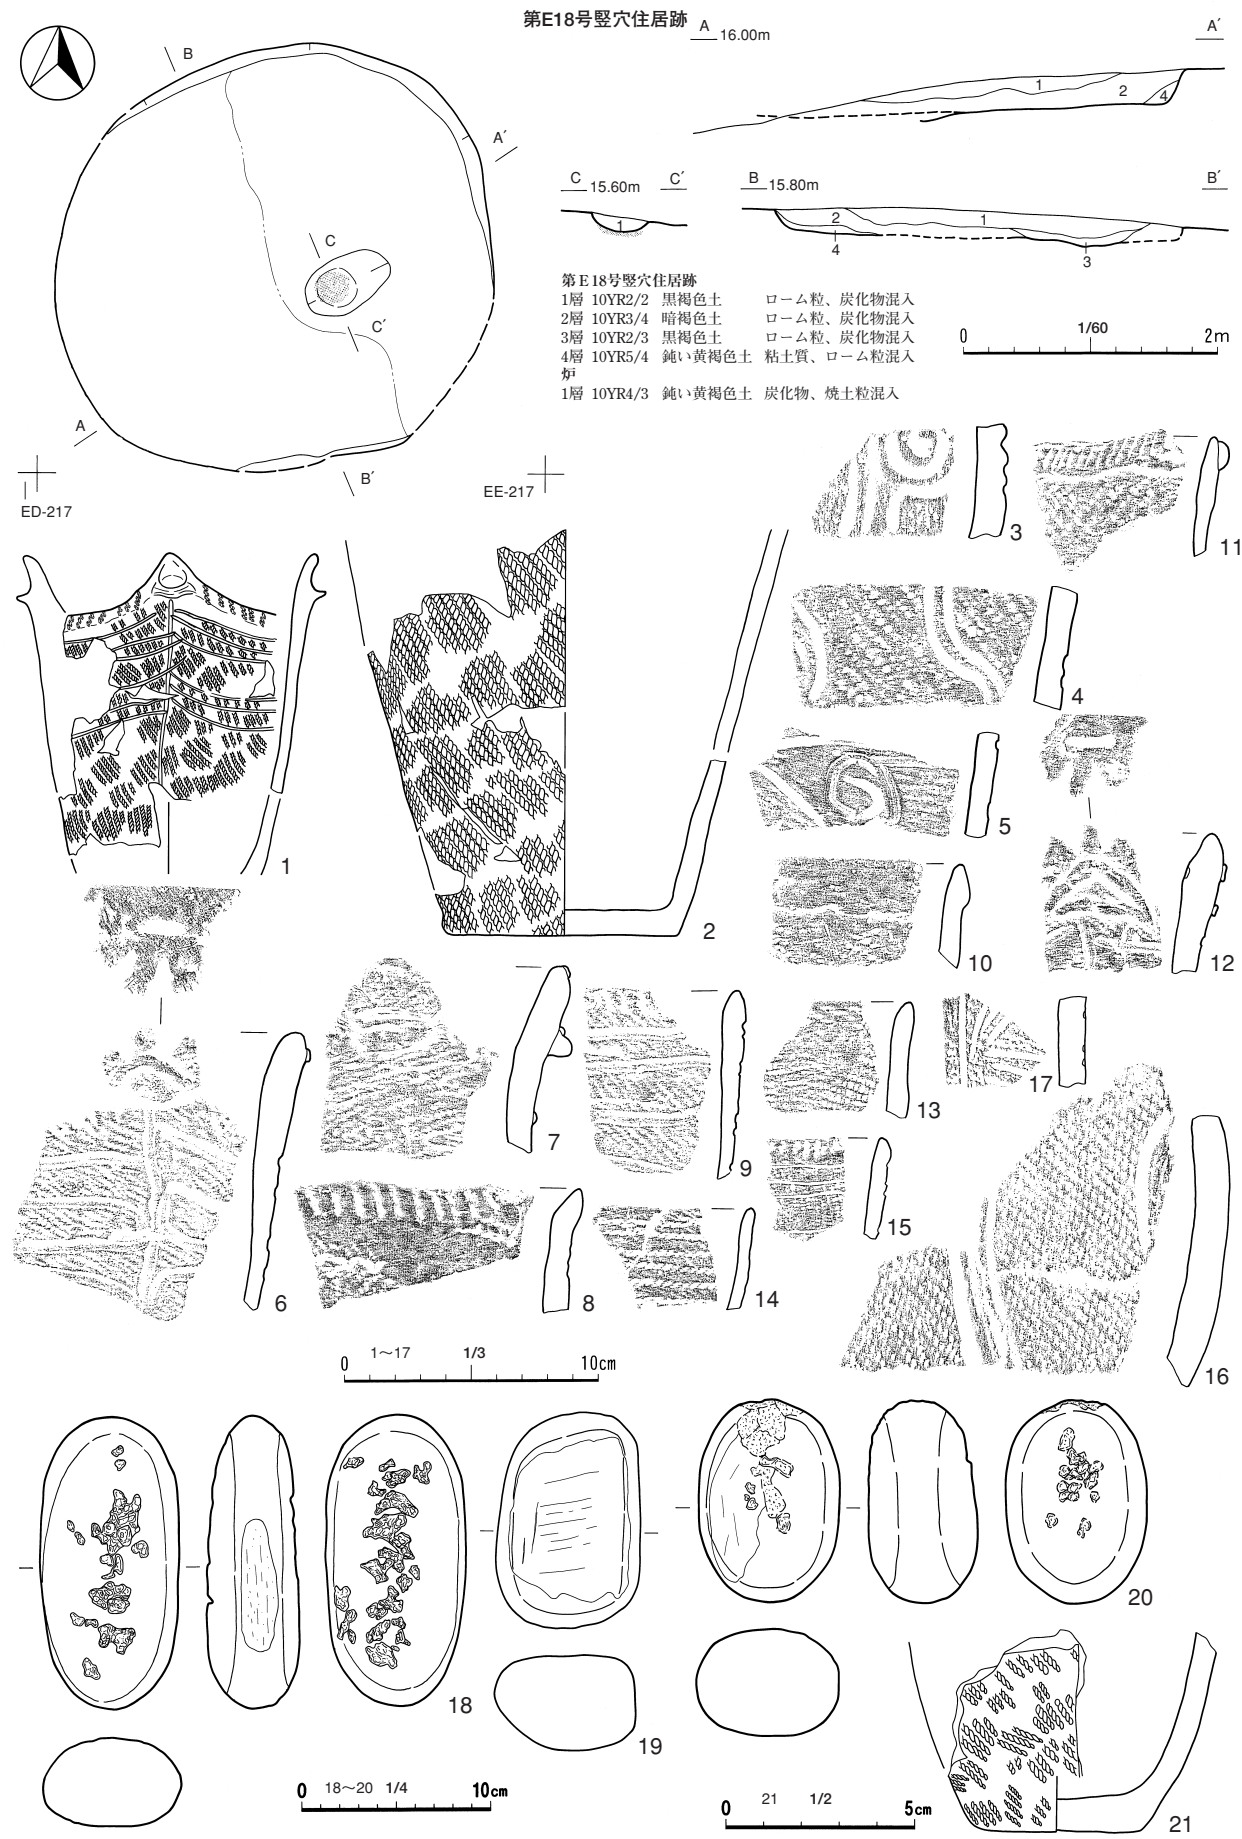 第E18号竪穴住居跡
A 16.00m A´
1
2
4
B
A´
C
C´
A
B´
ED-217
EE-217
C 15.60m C´
1
B 15.80m B´
2
1
4
3
第E18号竪穴住居跡
1層 10YR2/2 黒褐色土 ローム粒、炭化物混入
2層 10YR3/4 暗褐色土 ローム粒、炭化物混入
3層 10YR2/3 黒褐色土 ローム粒、炭化物混入
4層 10YR5/4 鈍い黄褐色土 粘土質、ローム粒混入
炉
1層 10YR4/3 鈍い黄褐色土 炭化物、焼土粒混入
0 1/60 2m
1
2
3
11
4
5
10
12
6
7
9
13
17
8
14
15
16
0 1～17 1/3 10cm
18
19
20
0 18～20 1/4 10cm
0 21 1/2 5cm
21